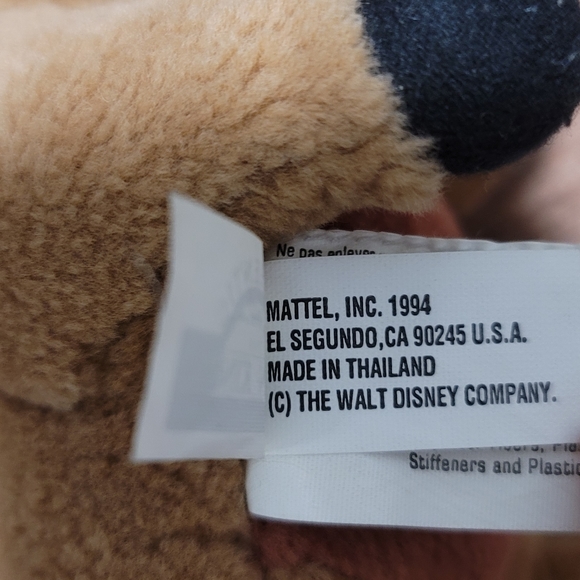 Ne pas enlever
MATTEL, INC. 1994
EL SEGUNDO,CA 90245 U.S.A.
MADE IN THAILAND
(C) THE WALT DISNEY COMPANY.
Stiffeners and Plastic